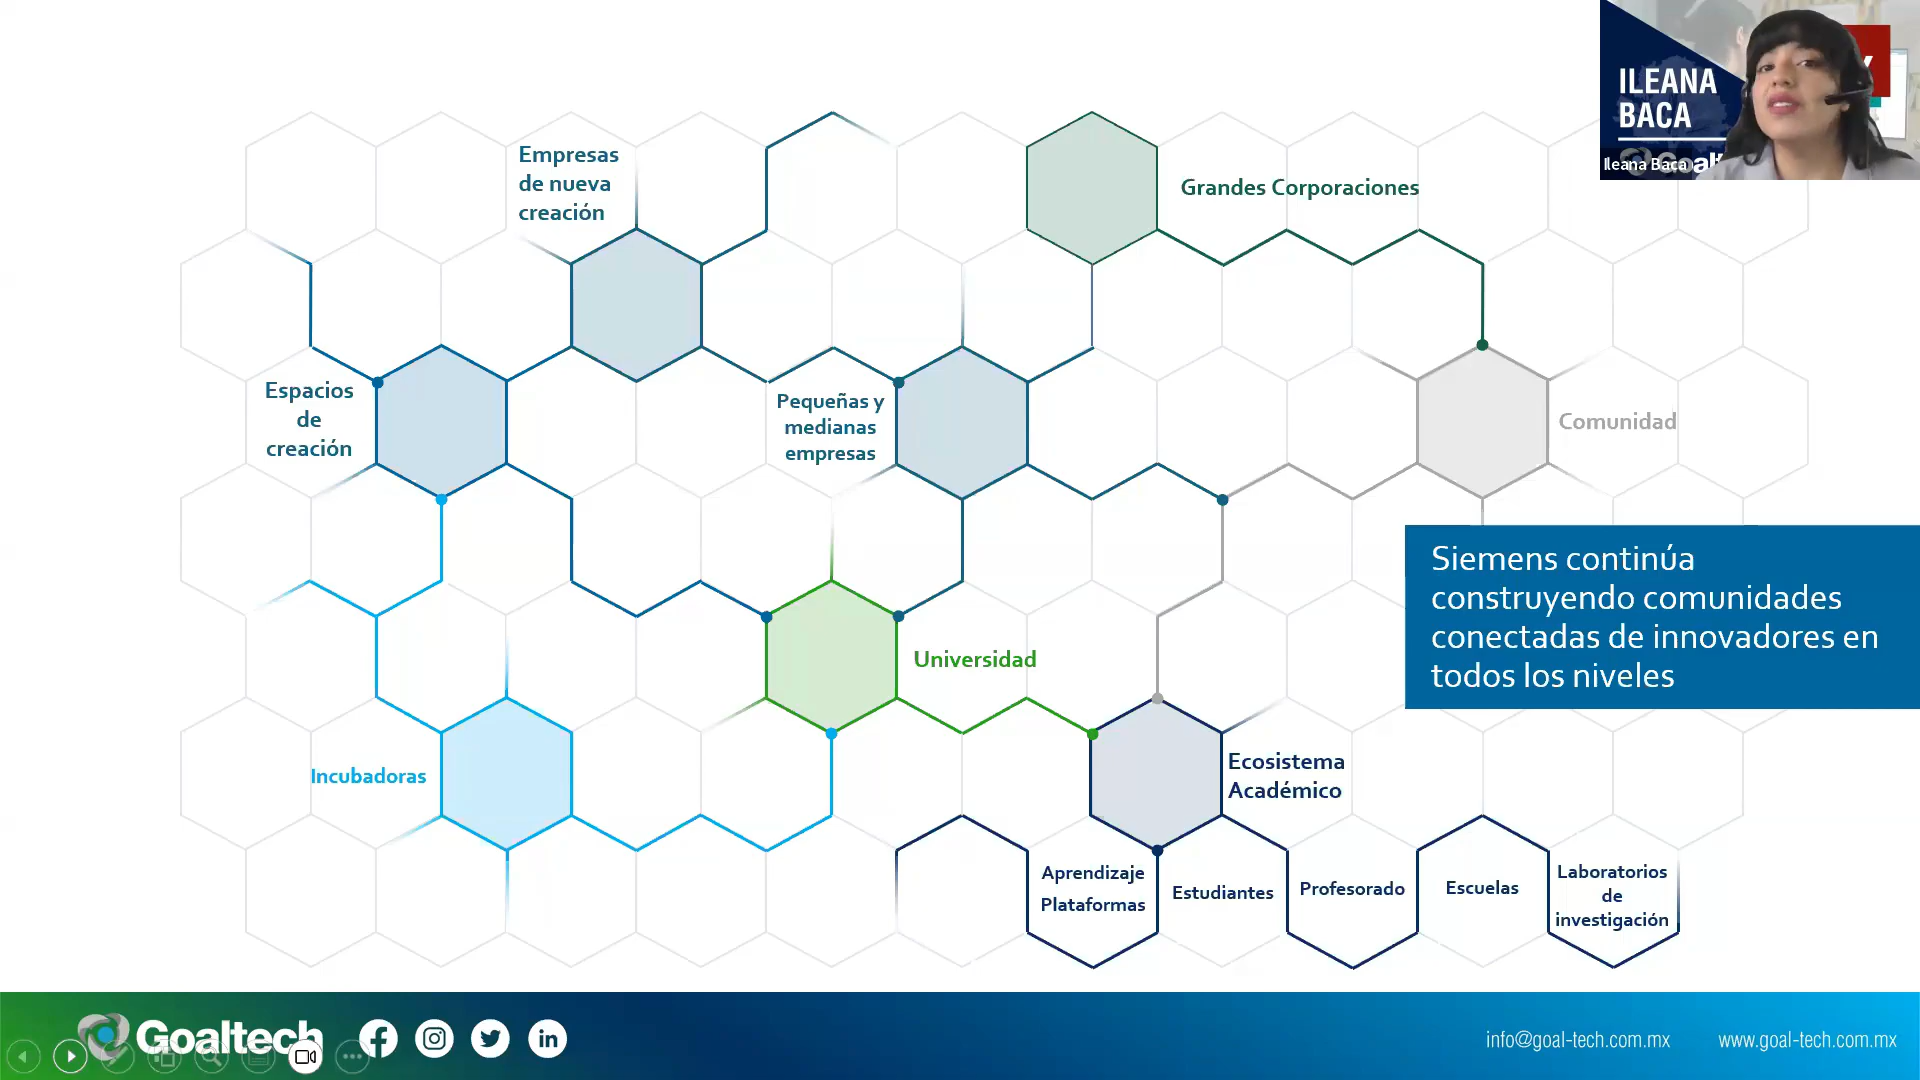 ILEANA
BACA
Ileana Baca
Empresas
de nueva
creación
Grandes Corporaciones
Espacios
de
creación
Pequeñas y
medianas
empresas
Comunidad
Siemens continúa
construyendo comunidades
conectadas de innovadores en
todos los niveles
Universidad
Incubadoras
Ecosistema
Académico
Aprendizaje
Plataformas
Estudiantes
Profesorado
Escuelas
Laboratorios
de
investigación
Goaltech
info@goal-tech.com.mx
www.goal-tech.com.mx